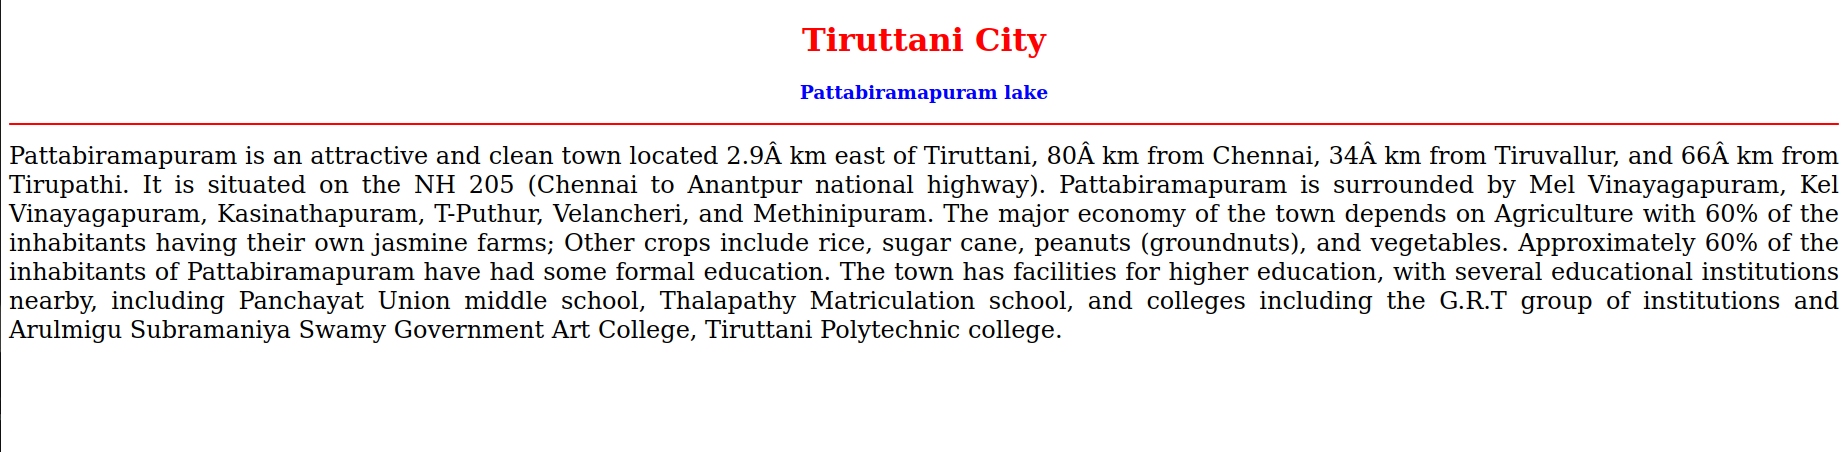 Tiruttani City
Pattabiramapuram lake
Pattabiramapuram is an attractive and clean town located 2.9Â km east of Tiruttani, 80Â km from Chennai, 34Â km from Tiruvallur, and 66Â km from
Tirupathi. It is situated on the NH 205 (Chennai to Anantpur national highway). Pattabiramapuram is surrounded by Mel Vinayagapuram, Kel
Vinayagapuram, Kasinathapuram, T-Puthur, Velancheri, and Methinipuram. The major economy of the town depends on Agriculture with 60% of the
inhabitants having their own jasmine farms; Other crops include rice, sugar cane, peanuts (groundnuts), and vegetables. Approximately 60% of the
inhabitants of Pattabiramapuram have had some formal education. The town has facilities for higher education, with several educational institutions
nearby, including Panchayat Union middle school, Thalapathy Matriculation school, and colleges including the G.R.T group of institutions and
Arulmigu Subramaniya Swamy Government Art College, Tiruttani Polytechnic college.